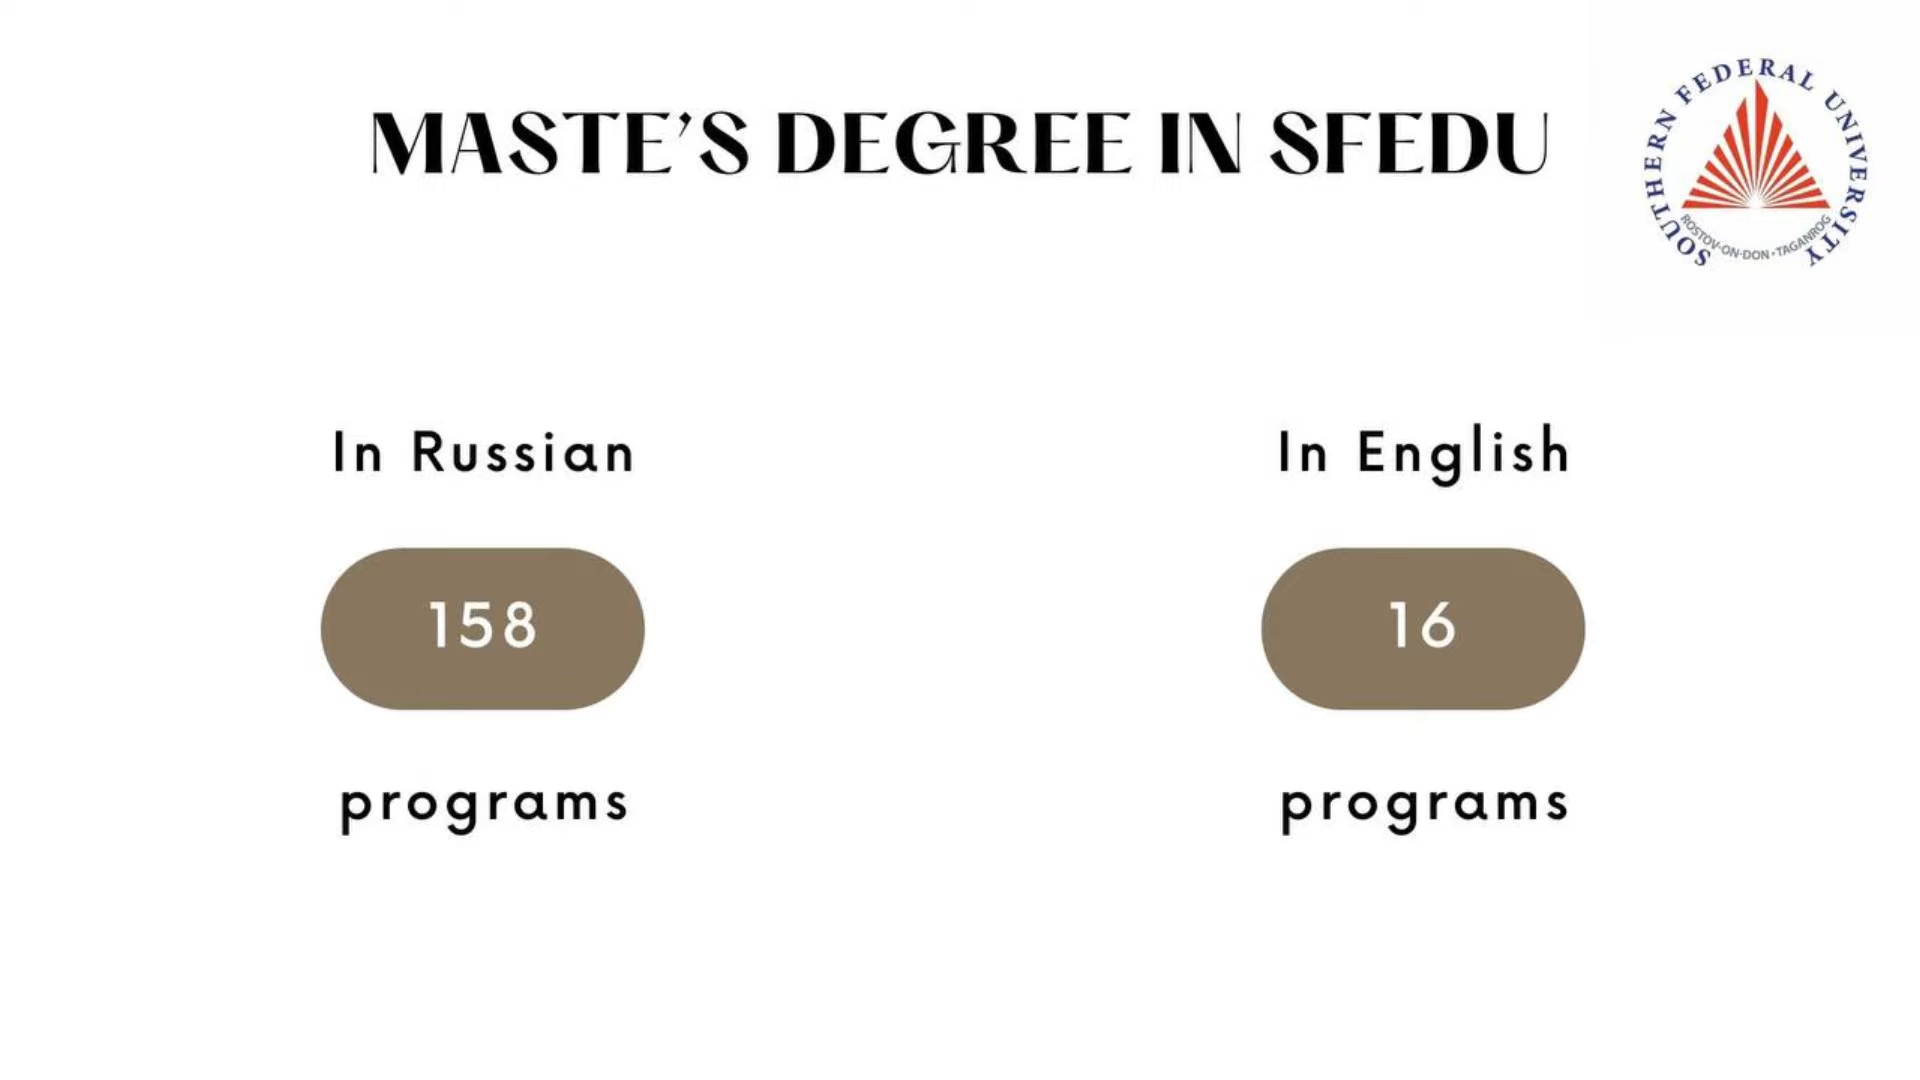 MASTE'S DEGREE IN SFEDU
SOUTHERN FEDERAL UNIVERSITY
ROSTOV-ON-DON • TAGANROG
In Russian
In English
158
16
programs
programs